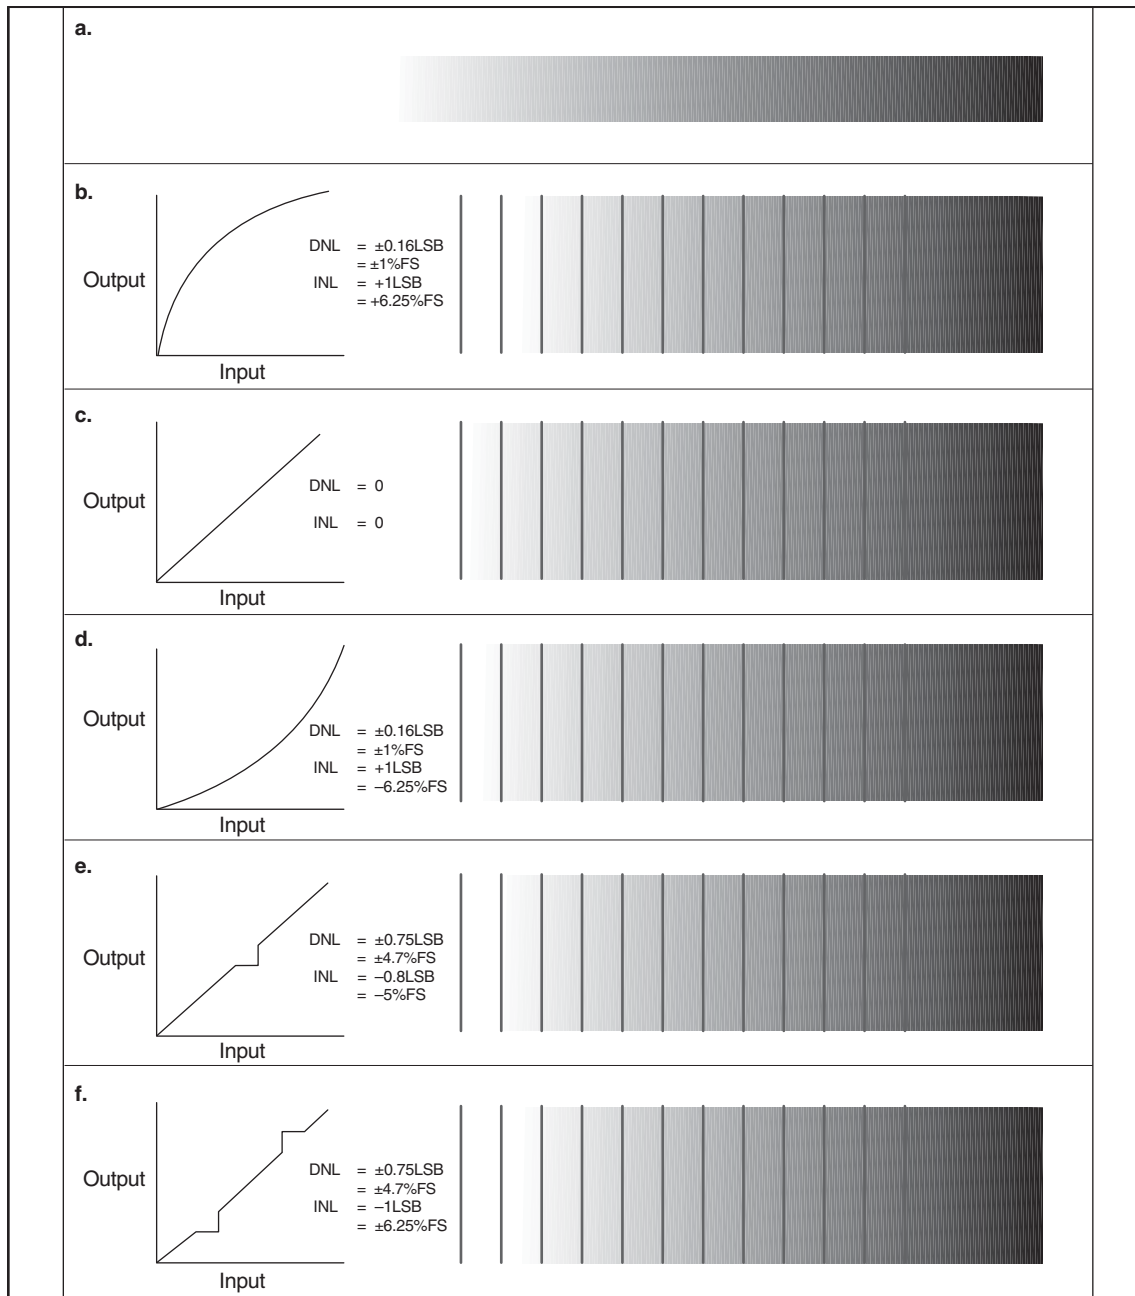 a.
b.
Output
Input
DNL = ±0.16LSB
= ±1%FS
INL = +1LSB
= +6.25%FS
c.
Output
Input
DNL = 0
INL = 0
d.
Output
Input
DNL = ±0.16LSB
= ±1%FS
INL = +1LSB
= –6.25%FS
e.
Output
Input
DNL = ±0.75LSB
= ±4.7%FS
INL = –0.8LSB
= –5%FS
f.
Output
Input
DNL = ±0.75LSB
= ±4.7%FS
INL = –1LSB
= ±6.25%FS